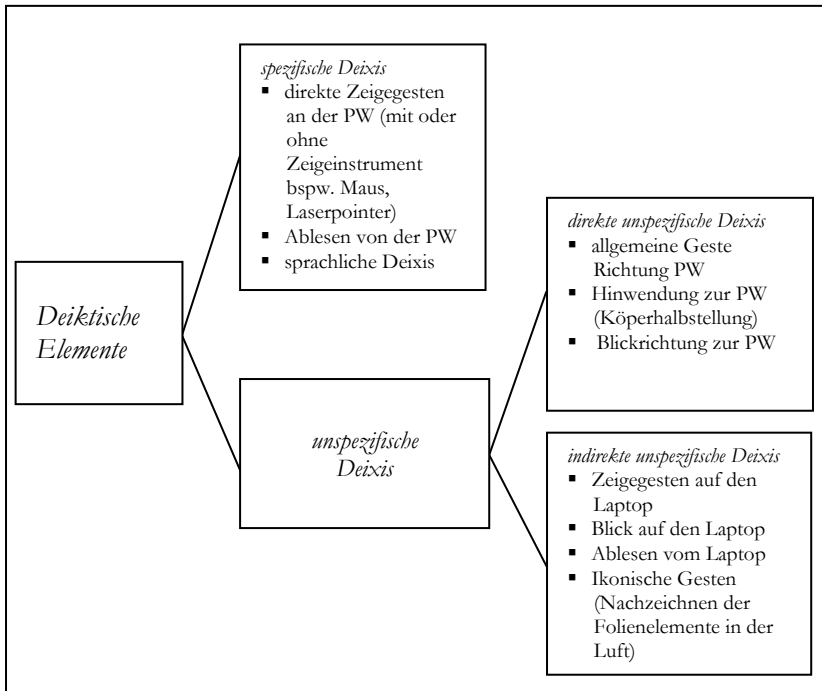 Deiktische
Elemente
spezifische Deixis
▪ direkte Zeigegesten
an der PW (mit oder
ohne
Zeigeinstrument
bspw. Maus,
Laserpointer)
▪ Ablesen von der PW
▪ sprachliche Deixis
unspezifische
Deixis
direkte unspezifische Deixis
▪ allgemeine Geste
Richtung PW
▪ Hinwendung zur PW
(Köperhalbstellung)
▪ Blickrichtung zur PW
indirekte unspezifische Deixis
▪ Zeigegesten auf den
Laptop
▪ Blick auf den Laptop
▪ Ablesen vom Laptop
▪ Ikonische Gesten
(Nachzeichnen der
Folienelemente in der
Luft)